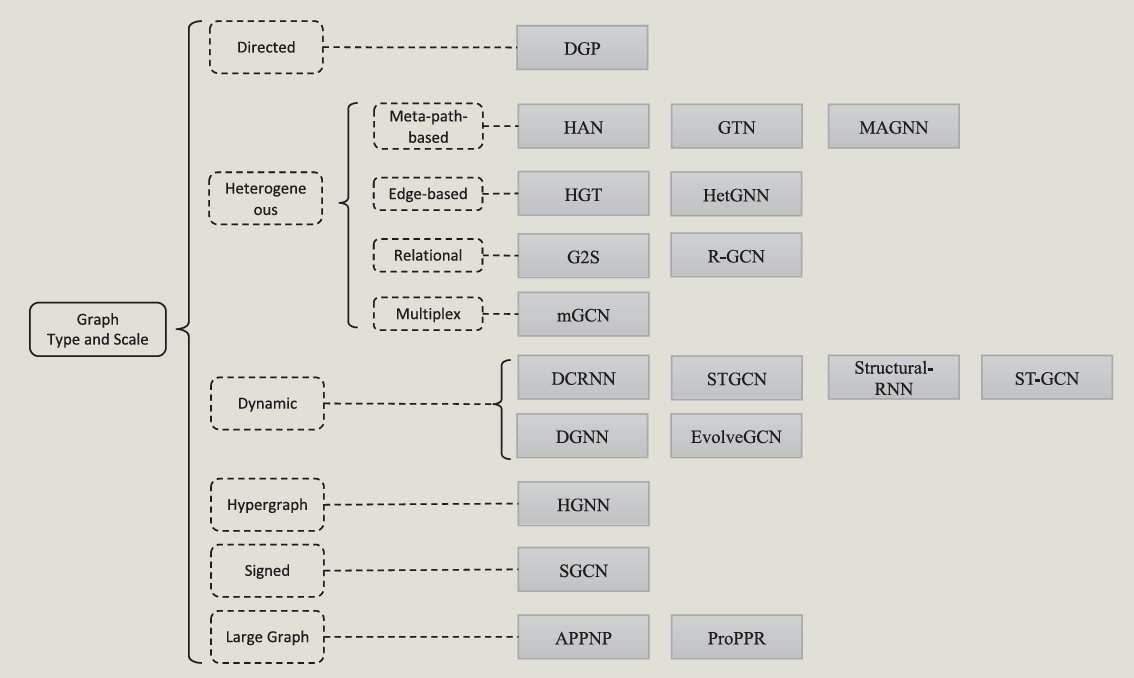 Directed
DGP
Meta-path-
based
HAN
GTN
MAGNN
Heterogene
ous
Edge-based
HGT
HetGNN
Relational
G2S
R-GCN
Multiplex
mGCN
Graph
Type and Scale
Dynamic
DCRNN
STGCN
Structural-
RNN
ST-GCN
DGNN
EvolveGCN
Hypergraph
HGNN
Signed
SGCN
Large Graph
APPNP
ProPPR